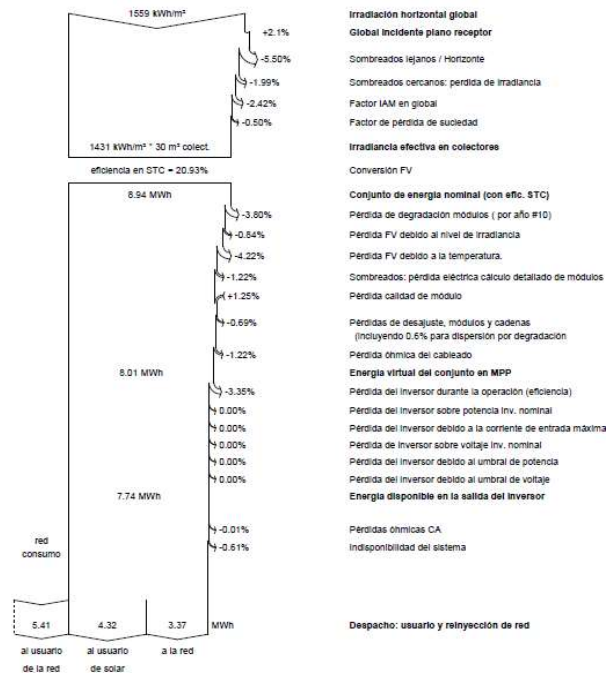 1559 kWh/m² Irradiación horizontal global
+2.1% Global incidente plano receptor
-5.50% Sombreados lejanos / Horizonte
-1.99% Sombreados cercanos: perdida de irradiancia
-2.42% Factor IAM en global
-0.50% Factor de pérdida de suciedad
1431 kWh/m² * 30 m² colect. Irradiancia efectiva en colectores
eficiencia en STC = 20.93% Conversión FV
8.94 MWh Conjunto de energía nominal (con efic. STC)
-3.80% Pérdida de degradación módulos ( por año #10)
-0.84% Pérdida FV debido al nivel de irradiancia
-4.22% Pérdida FV debido a la temperatura.
-1.22% Sombreados: pérdida eléctrica cálculo detallado de módulos
+1.25% Pérdida calidad de módulo
-0.69% Pérdidas de desajuste, módulos y cadenas
(incluyendo 0.6% para dispersión por degradación
-1.22% Pérdida óhmica del cableado
8.01 MWh Energía virtual del conjunto en MPP
-3.35% Pérdida del inversor durante la operación (eficiencia)
0.00% Pérdida del inversor sobre potencia inv. nominal
0.00% Pérdida del inversor debido a la corriente de entrada máxima
0.00% Pérdida de inversor sobre voltaje inv. nominal
0.00% Pérdida del inversor debido al umbral de potencia
0.00% Pérdida del inversor debido al umbral de voltaje
7.74 MWh Energía disponible en la salida del inversor
-0.01% Pérdidas óhmicas CA
red
consumo
-0.61% Indisponibilidad del sistema
5.41 4.32 3.37 MWh Despacho: usuario y reinyección de red
al usuario al usuario a la red
de la red de solar